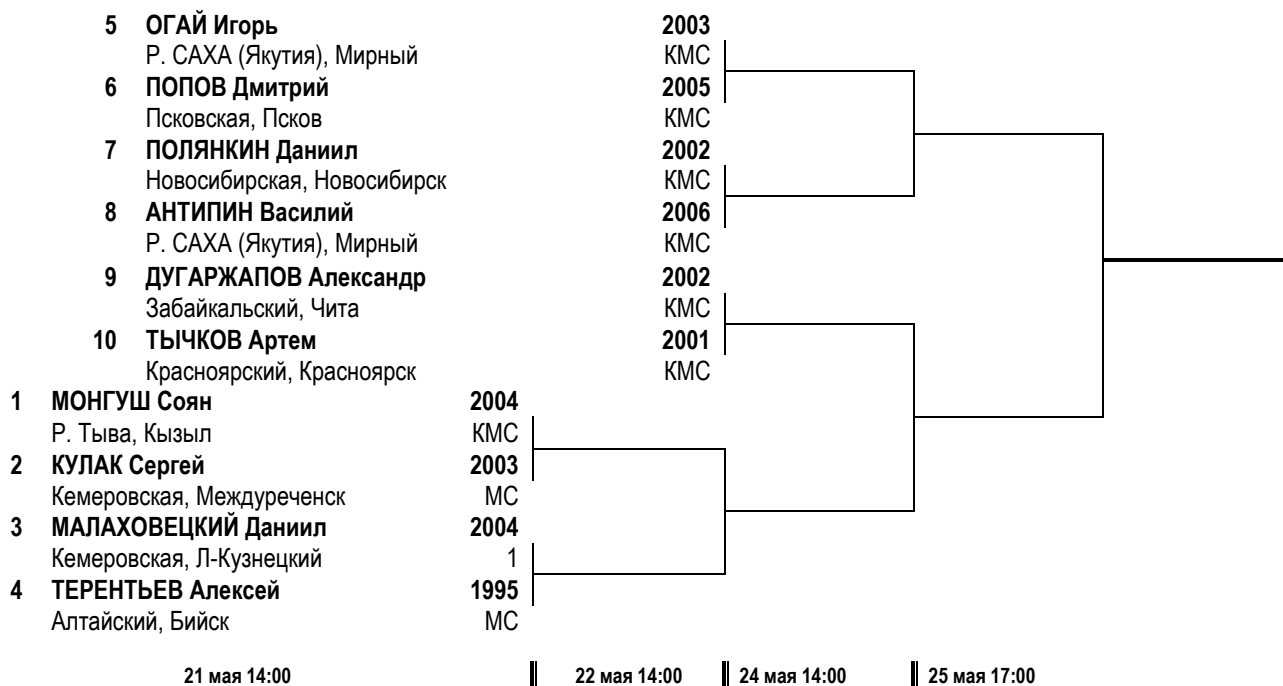 5 ОГАЙ Игорь 2003
Р. САХА (Якутия), Мирный КМС
6 ПОПОВ Дмитрий 2005
Псковская, Псков КМС
7 ПОЛЯНКИН Даниил 2002
Новосибирская, Новосибирск КМС
8 АНТИПИН Василий 2006
Р. САХА (Якутия), Мирный КМС
9 ДУГАРЖАПОВ Александр 2002
Забайкальский, Чита КМС
10 ТЫЧКОВ Артем 2001
Красноярский, Красноярск КМС
1 МОНГУШ Соян 2004
Р. Тыва, Кызыл КМС
2 КУЛАК Сергей 2003
Кемеровская, Междуреченск МС
3 МАЛАХОВЕЦКИЙ Даниил 2004
Кемеровская, Л-Кузнецкий 1
4 ТЕРЕНТЬЕВ Алексей 1995
Алтайский, Бийск МС
21 мая 14:00 22 мая 14:00 24 мая 14:00 25 мая 17:00